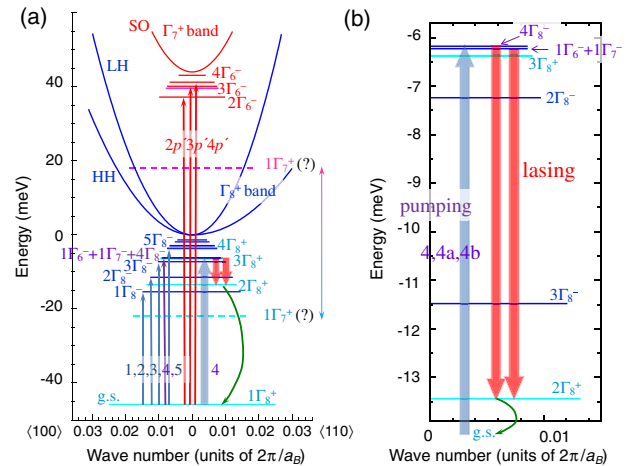 (a)
SO
Γ₇⁺ band
LH
4Γ₆⁻
3Γ₆⁻
2Γ₆⁻
2p′3p′4p′
1Γ₇⁺(?)
HH
Γ₈⁺ band
5Γ₈⁻
4Γ₈⁺
1Γ₆⁻+1Γ₇⁻+4Γ₈⁻
3Γ₈⁺
3Γ₈⁻
2Γ₈⁻
2Γ₈⁺
1Γ₈⁻
1Γ₇⁺(?)
1,2,3,4,5
4
g.s.
1Γ₈⁺
Energy (meV)
40
20
0
-20
-40
⟨100⟩
0.03 0.02 0.01 0 0.01 0.02 0.03
⟨110⟩
Wave number (units of 2π/a_B)
(b)
4Γ₈⁻
1Γ₆⁻+1Γ₇⁻
3Γ₈⁺
2Γ₈⁻
lasing
pumping
4,4a,4b
3Γ₈⁻
2Γ₈⁺
g.s.
Energy (meV)
-6
-7
-8
-9
-10
-11
-12
-13
0
0.01
Wave number (units of 2π/a_B)